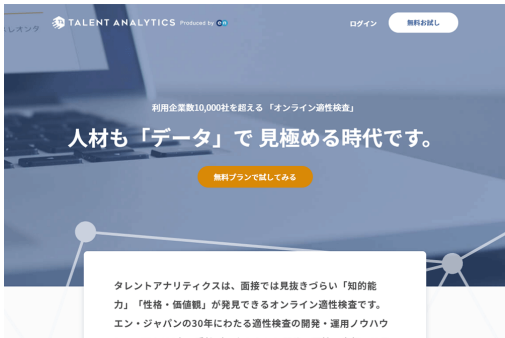 TALENT ANALYTICS Produced by en
ログイン
無料お試し
利用企業数10,000社を超える 「オンライン適性検査」
人材も「データ」で 見極める時代です。
無料プランで試してみる
タレントアナリティクスは、面接では見抜きづらい「知的能
力」「性格・価値観」が発見できるオンライン適性検査です。
エン・ジャパンの30年にわたる適性検査の開発・運用ノウハウ